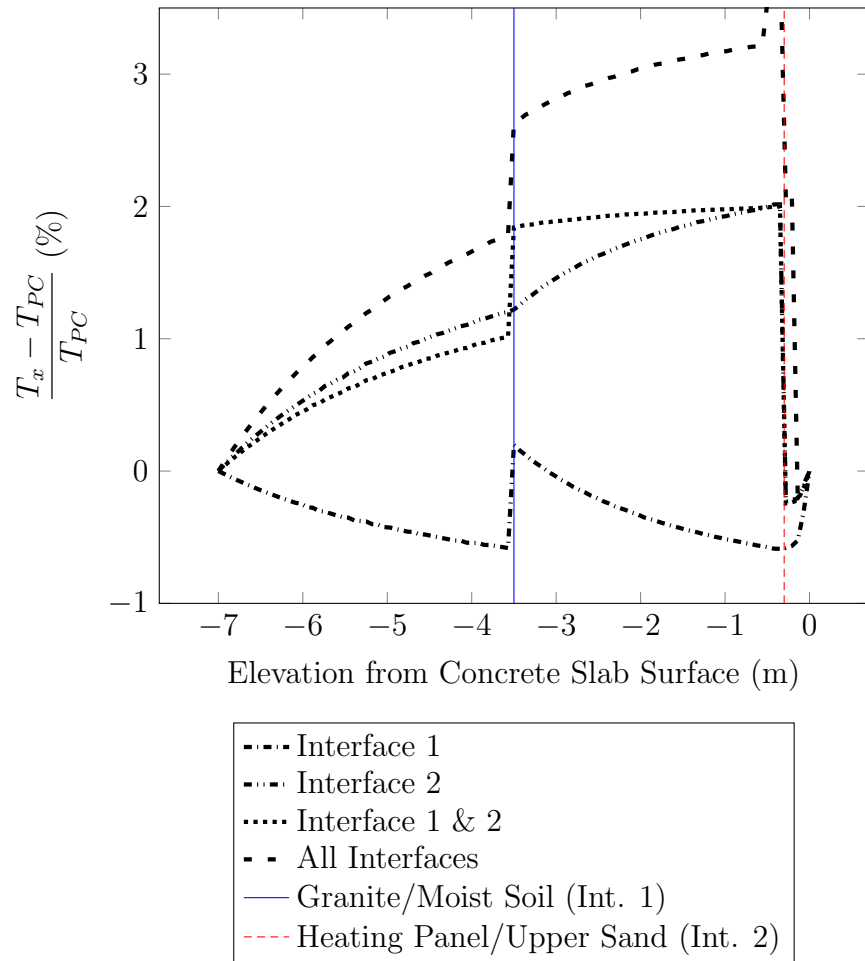 3
2
1
0
−1
−7 −6 −5 −4 −3 −2 −1 0
T_x − T_PC
T_PC
(%)
Elevation from Concrete Slab Surface (m)
Interface 1
Interface 2
Interface 1 & 2
All Interfaces
Granite/Moist Soil (Int. 1)
Heating Panel/Upper Sand (Int. 2)